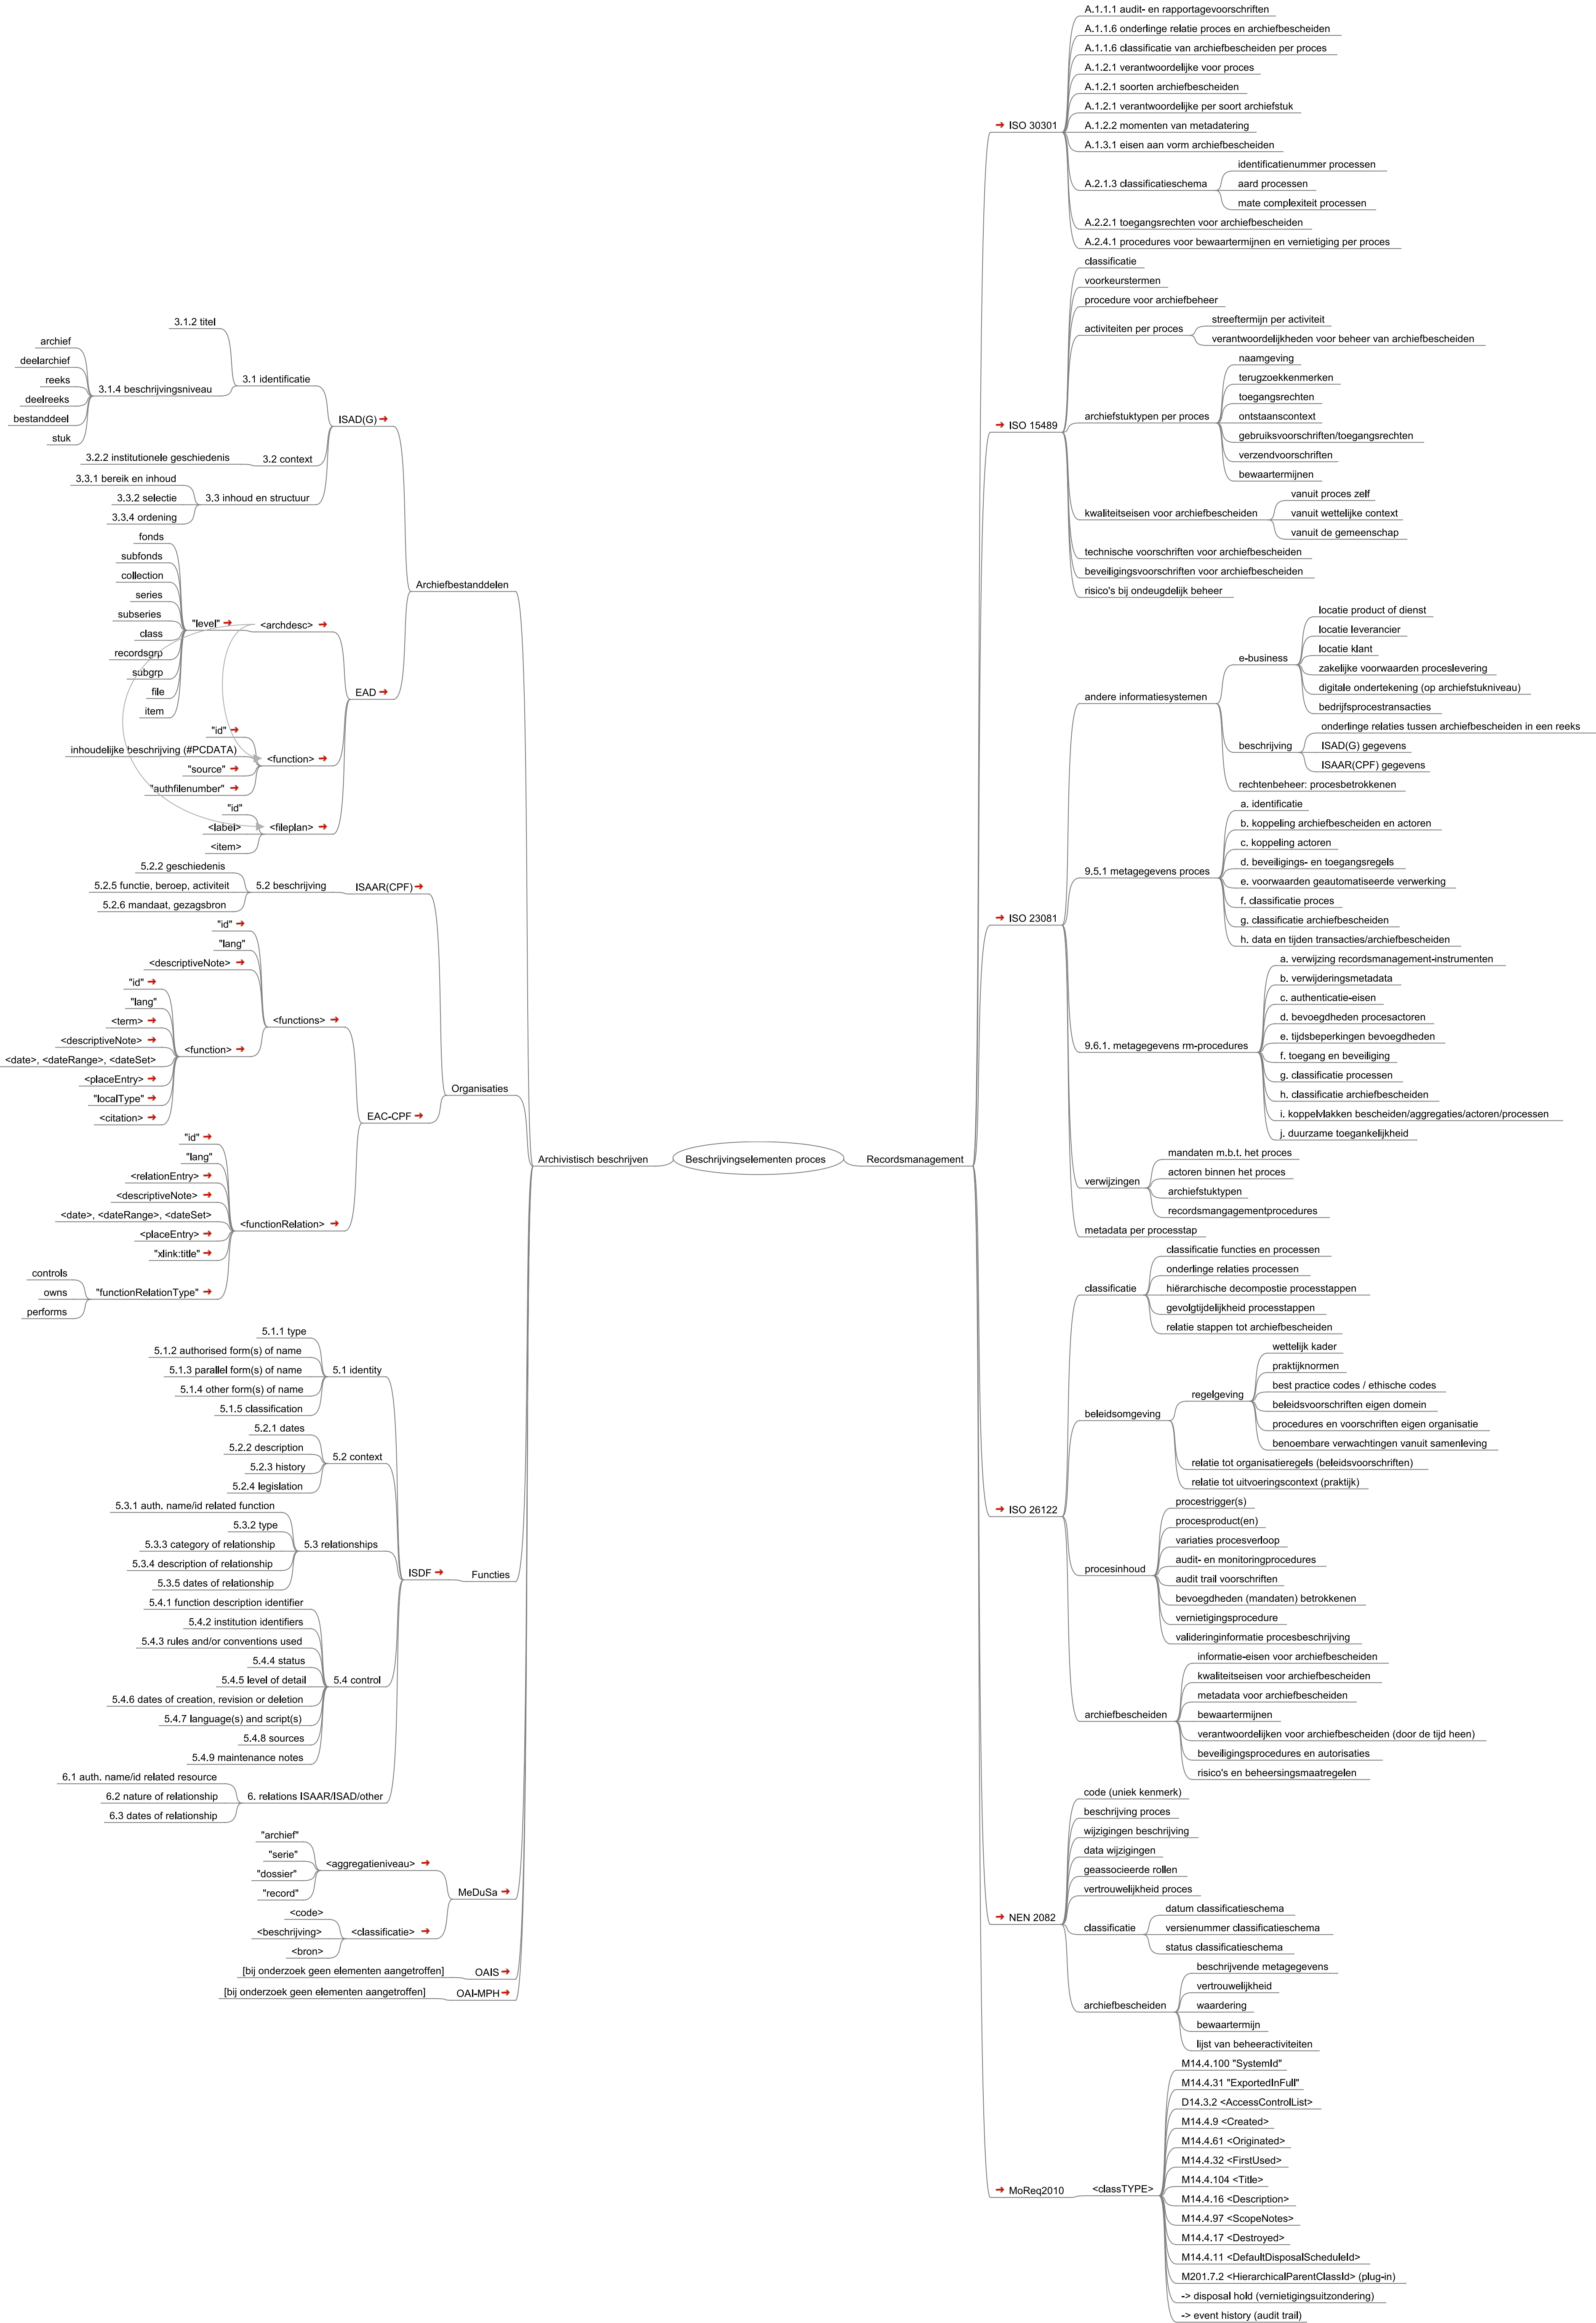 Beschrijvingselementen proces
Archivistisch beschrijven
Archiefbestanddelen
ISAD(G)
3.1 identificatie
3.1.2 titel
3.1.4 beschrijvingsniveau
archief
deelarchief
reeks
deelreeks
bestanddeel
stuk
3.2 context
3.2.2 institutionele geschiedenis
3.3 inhoud en structuur
3.3.1 bereik en inhoud
3.3.2 selectie
3.3.4 ordening
EAD
<archdesc>
"level"
fonds
subfonds
collection
series
subseries
class
recordsgrp
subgrp
file
item
<function>
"id"
inhoudelijke beschrijving (#PCDATA)
"source"
"authfilenumber"
<fileplan>
"id"
<label>
<item>
Organisaties
ISAAR(CPF)
5.2 beschrijving
5.2.2 geschiedenis
5.2.5 functie, beroep, activiteit
5.2.6 mandaat, gezagsbron
EAC-CPF
<functions>
"id"
"lang"
<descriptiveNote>
<function>
"id"
"lang"
<term>
<descriptiveNote>
<date>, <dateRange>, <dateSet>
<placeEntry>
"localType"
<citation>
<functionRelation>
"id"
"lang"
<relationEntry>
<descriptiveNote>
<date>, <dateRange>, <dateSet>
<placeEntry>
"xlink:title"
"functionRelationType"
controls
owns
performs
Functies
ISDF
5.1 identity
5.1.1 type
5.1.2 authorised form(s) of name
5.1.3 parallel form(s) of name
5.1.4 other form(s) of name
5.1.5 classification
5.2 context
5.2.1 dates
5.2.2 description
5.2.3 history
5.2.4 legislation
5.3 relationships
5.3.1 auth. name/id related function
5.3.2 type
5.3.3 category of relationship
5.3.4 description of relationship
5.3.5 dates of relationship
5.4 control
5.4.1 function description identifier
5.4.2 institution identifiers
5.4.3 rules and/or conventions used
5.4.4 status
5.4.5 level of detail
5.4.6 dates of creation, revision or deletion
5.4.7 language(s) and script(s)
5.4.8 sources
5.4.9 maintenance notes
6. relations ISAAR/ISAD/other
6.1 auth. name/id related resource
6.2 nature of relationship
6.3 dates of relationship
MeDuSa
<aggregatieniveau>
"archief"
"serie"
"dossier"
"record"
<classificatie>
<code>
<beschrijving>
<bron>
OAIS
[bij onderzoek geen elementen aangetroffen]
OAI-MPH
[bij onderzoek geen elementen aangetroffen]
Recordsmanagement
ISO 30301
A.1.1.1 audit- en rapportagevoorschriften
A.1.1.6 onderlinge relatie proces en archiefbescheiden
A.1.1.6 classificatie van archiefbescheiden per proces
A.1.2.1 verantwoordelijke voor proces
A.1.2.1 soorten archiefbescheiden
A.1.2.1 verantwoordelijke per soort archiefstuk
A.1.2.2 momenten van metadatering
A.1.3.1 eisen aan vorm archiefbescheiden
A.2.1.3 classificatieschema
identificatienummer processen
aard processen
mate complexiteit processen
A.2.2.1 toegangsrechten voor archiefbescheiden
A.2.4.1 procedures voor bewaartermijnen en vernietiging per proces
ISO 15489
classificatie
voorkeurstermen
procedure voor archiefbeheer
activiteiten per proces
streeftermijn per activiteit
verantwoordelijkheden voor beheer van archiefbescheiden
archiefstuktypen per proces
naamgeving
terugzoekkenmerken
toegangsrechten
ontstaanscontext
gebruiksvoorschriften/toegangsrechten
verzendvoorschriften
bewaartermijnen
kwaliteitseisen voor archiefbescheiden
vanuit proces zelf
vanuit wettelijke context
vanuit de gemeenschap
technische voorschriften voor archiefbescheiden
beveiligingsvoorschriften voor archiefbescheiden
risico's bij ondeugdelijk beheer
ISO 23081
andere informatiesystemen
e-business
locatie product of dienst
locatie leverancier
locatie klant
zakelijke voorwaarden proceslevering
digitale ondertekening (op archiefstukniveau)
bedrijfsprocestransacties
beschrijving
onderlinge relaties tussen archiefbescheiden in een reeks
ISAD(G) gegevens
ISAAR(CPF) gegevens
rechtenbeheer: procesbetrokkenen
9.5.1 metagegevens proces
a. identificatie
b. koppeling archiefbescheiden en actoren
c. koppeling actoren
d. beveiligings- en toegangsregels
e. voorwaarden geautomatiseerde verwerking
f. classificatie proces
g. classificatie archiefbescheiden
h. data en tijden transacties/archiefbescheiden
9.6.1. metagegevens rm-procedures
a. verwijzing recordsmanagement-instrumenten
b. verwijderingsmetadata
c. authenticatie-eisen
d. bevoegdheden procesactoren
e. tijdsbeperkingen bevoegdheden
f. toegang en beveiliging
g. classificatie processen
h. classificatie archiefbescheiden
i. koppelvlakken bescheiden/aggregaties/actoren/processen
j. duurzame toegankelijkheid
verwijzingen
mandaten m.b.t. het proces
actoren binnen het proces
archiefstuktypen
recordsmangagementprocedures
metadata per processtap
ISO 26122
classificatie
classificatie functies en processen
onderlinge relaties processen
hiërarchische decompostie processtappen
gevolgtijdelijkheid processtappen
relatie stappen tot archiefbescheiden
beleidsomgeving
regelgeving
wettelijk kader
praktijknormen
best practice codes / ethische codes
beleidsvoorschriften eigen domein
procedures en voorschriften eigen organisatie
benoembare verwachtingen vanuit samenleving
relatie tot organisatieregels (beleidsvoorschriften)
relatie tot uitvoeringscontext (praktijk)
procesinhoud
procestrigger(s)
procesproduct(en)
variaties procesverloop
audit- en monitoringprocedures
audit trail voorschriften
bevoegdheden (mandaten) betrokkenen
vernietigingsprocedure
valideringinformatie procesbeschrijving
archiefbescheiden
informatie-eisen voor archiefbescheiden
kwaliteitseisen voor archiefbescheiden
metadata voor archiefbescheiden
bewaartermijnen
verantwoordelijken voor archiefbescheiden (door de tijd heen)
beveiligingsprocedures en autorisaties
risico's en beheersingsmaatregelen
NEN 2082
code (uniek kenmerk)
beschrijving proces
wijzigingen beschrijving
data wijzigingen
geassocieerde rollen
vertrouwelijkheid proces
classificatie
datum classificatieschema
versienummer classificatieschema
status classificatieschema
archiefbescheiden
beschrijvende metagegevens
vertrouwelijkheid
waardering
bewaartermijn
lijst van beheeractiviteiten
MoReq2010
<classTYPE>
M14.4.100 "SystemId"
M14.4.31 "ExportedInFull"
D14.3.2 <AccessControlList>
M14.4.9 <Created>
M14.4.61 <Originated>
M14.4.32 <FirstUsed>
M14.4.104 <Title>
M14.4.16 <Description>
M14.4.97 <ScopeNotes>
M14.4.17 <Destroyed>
M14.4.11 <DefaultDisposalScheduleId>
M201.7.2 <HierarchicalParentClassId> (plug-in)
-> disposal hold (vernietigingsuitzondering)
-> event history (audit trail)